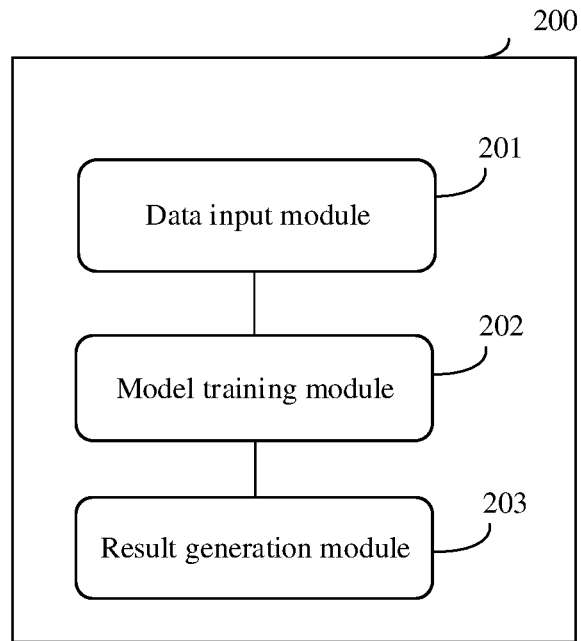 200
201
Data input module
202
Model training module
203
Result generation module